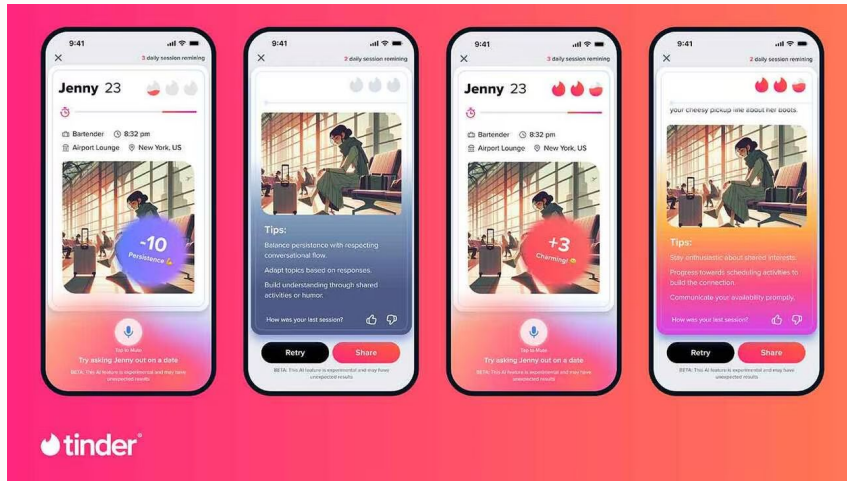 9:41
3 daily session remining
Jenny 23
Bartender 8:32 pm
Airport Lounge New York, US
-10
Persistence
Tap to Mute
Try asking Jenny out on a date
BETA: This AI feature is experimental and may have
unexpected results
9:41
2 daily session remining
Tips:
Balance persistence with respecting
conversational flow.
Adapt topics based on responses.
Build understanding through shared
activities or humor.
How was your last session?
Retry
Share
BETA: This AI feature is experimental and may have
unexpected results
9:41
3 daily session remining
Jenny 23
Bartender 8:32 pm
Airport Lounge New York, US
+3
Charming!
Tap to Mute
Try asking Jenny out on a date
BETA: This AI feature is experimental and may have
unexpected results
9:41
2 daily session remining
your cheesy pickup line about her boots.
Tips:
Stay enthusiastic about shared interests.
Progress towards scheduling activities to
build the connection.
Communicate your availability promptly.
How was your last session?
Retry
Share
BETA: This AI feature is experimental and may have
unexpected results
tinder